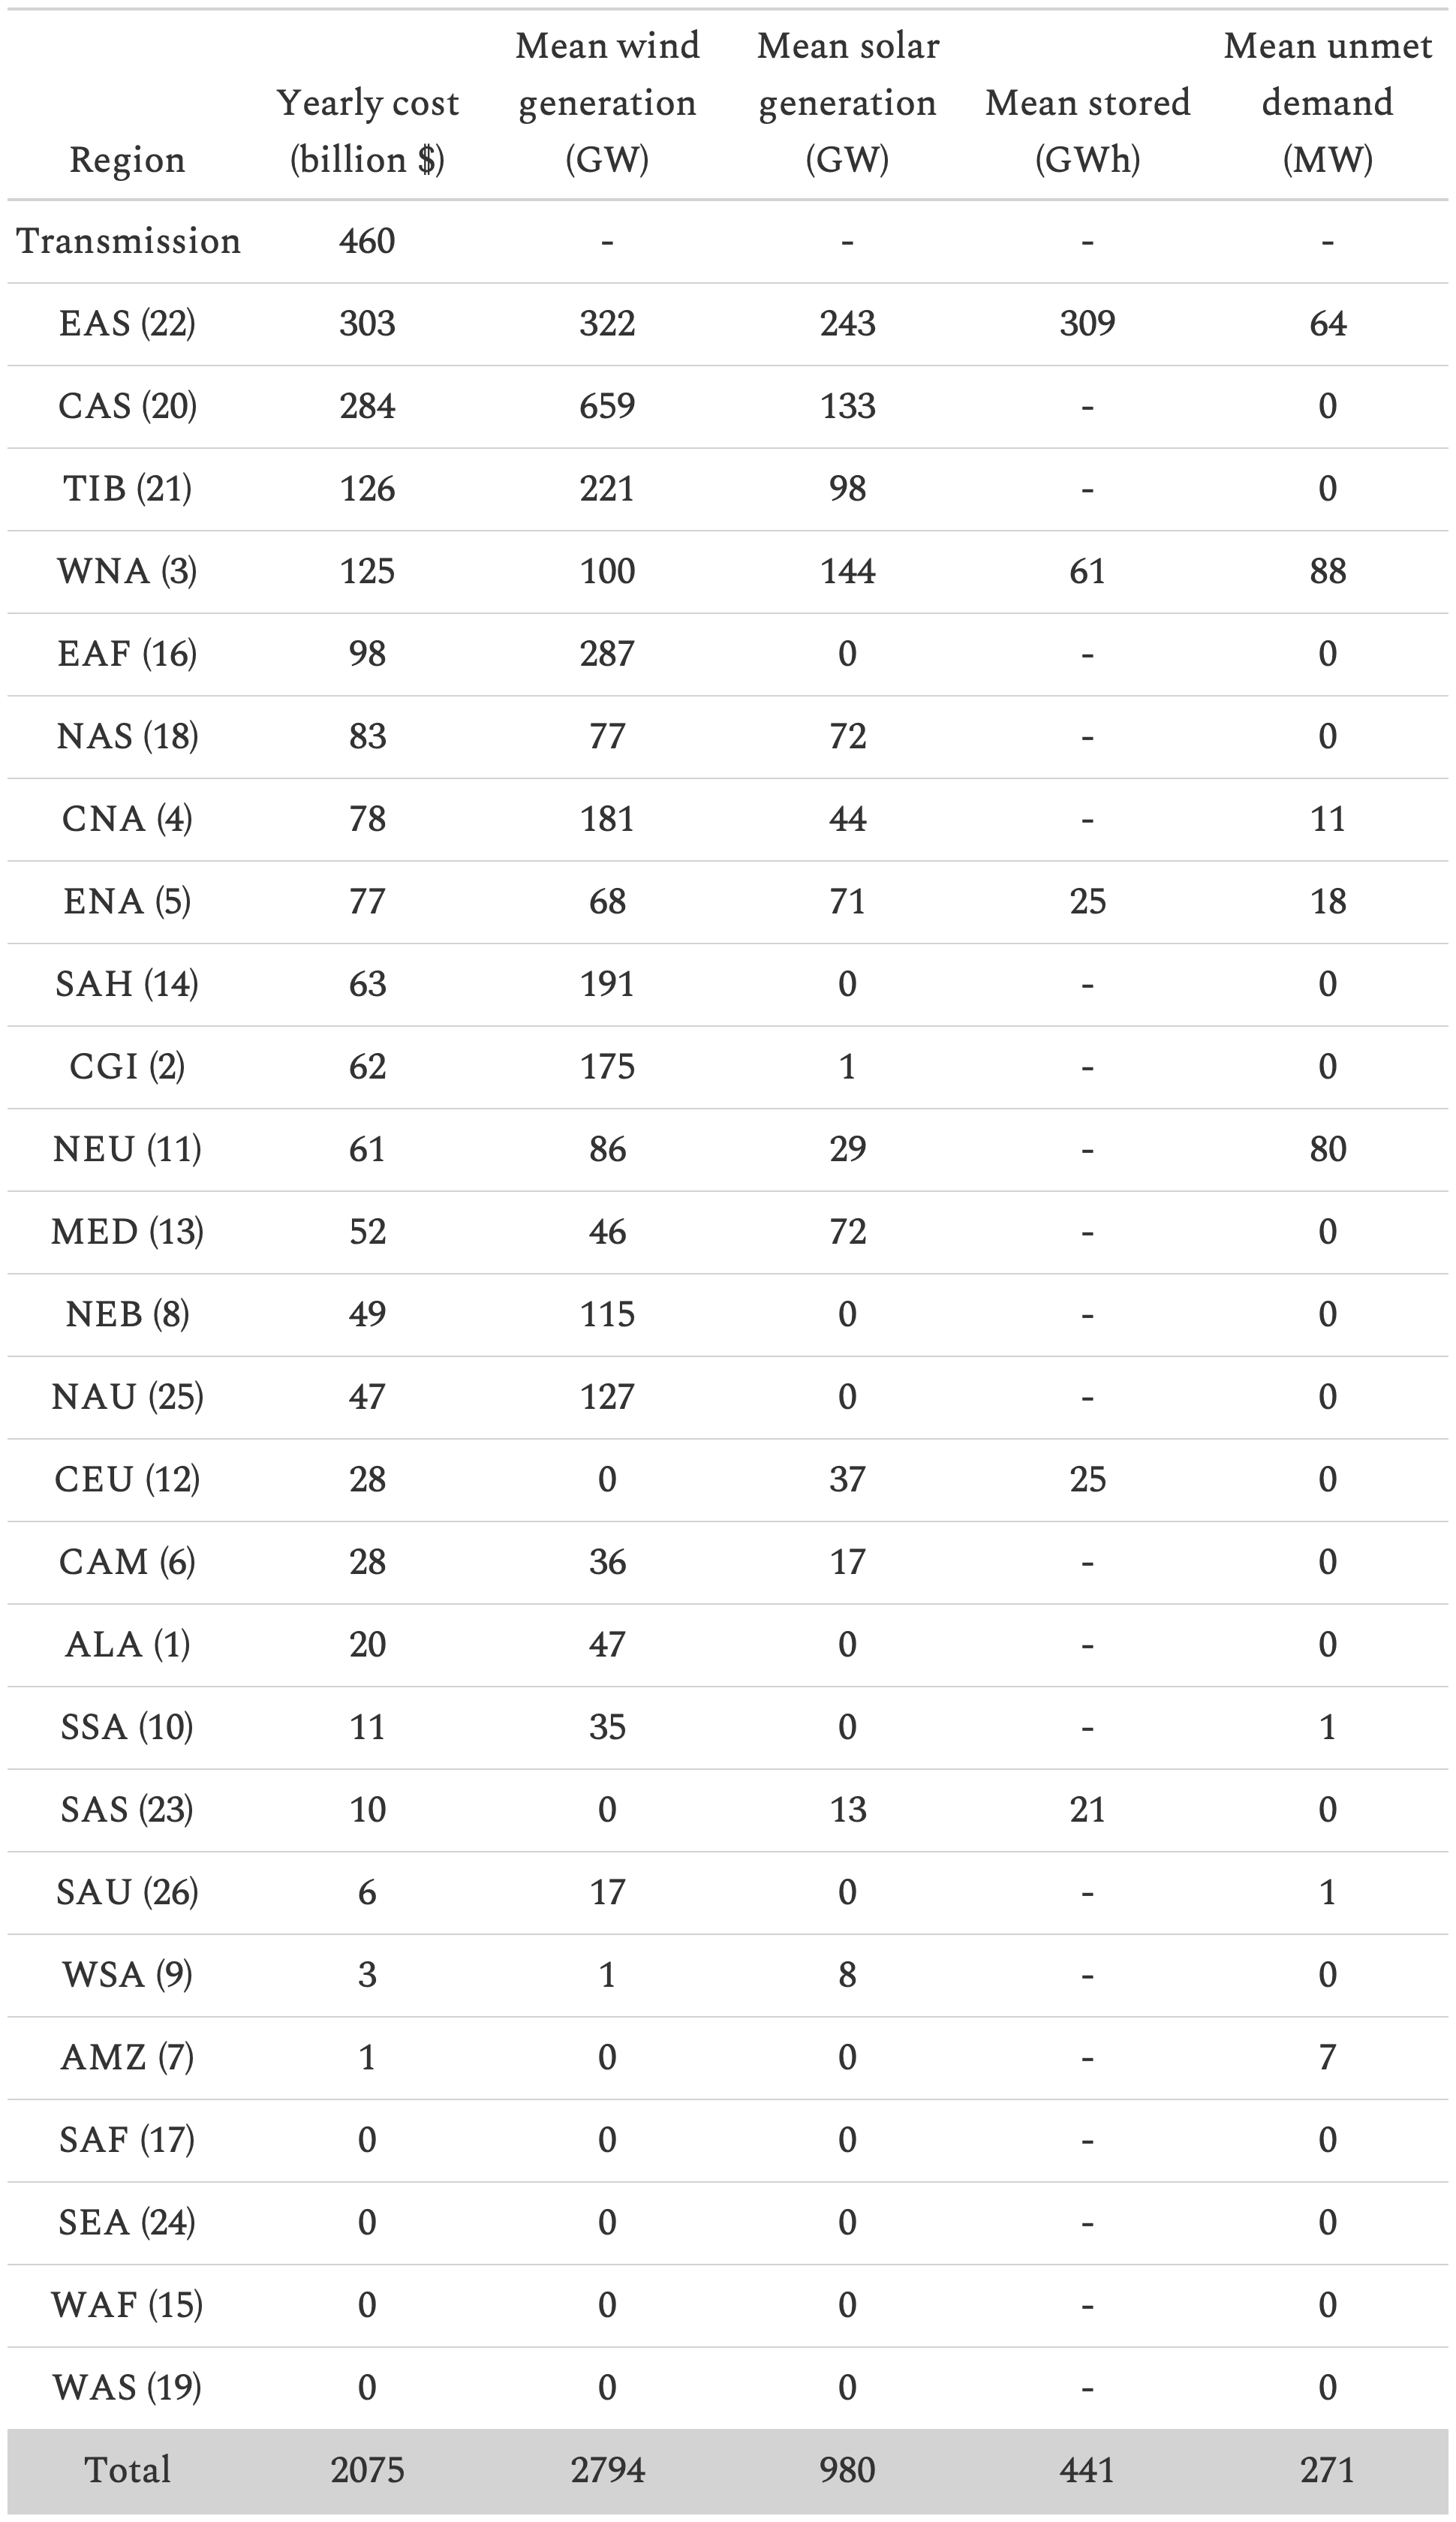 Region Yearly cost (billion $) Mean wind generation (GW) Mean solar generation (GW) Mean stored (GWh) Mean unmet demand (MW)
Transmission 460 - - - -
EAS (22) 303 322 243 309 64
CAS (20) 284 659 133 - 0
TIB (21) 126 221 98 - 0
WNA (3) 125 100 144 61 88
EAF (16) 98 287 0 - 0
NAS (18) 83 77 72 - 0
CNA (4) 78 181 44 - 11
ENA (5) 77 68 71 25 18
SAH (14) 63 191 0 - 0
CGI (2) 62 175 1 - 0
NEU (11) 61 86 29 - 80
MED (13) 52 46 72 - 0
NEB (8) 49 115 0 - 0
NAU (25) 47 127 0 - 0
CEU (12) 28 0 37 25 0
CAM (6) 28 36 17 - 0
ALA (1) 20 47 0 - 0
SSA (10) 11 35 0 - 1
SAS (23) 10 0 13 21 0
SAU (26) 6 17 0 - 1
WSA (9) 3 1 8 - 0
AMZ (7) 1 0 0 - 7
SAF (17) 0 0 0 - 0
SEA (24) 0 0 0 - 0
WAF (15) 0 0 0 - 0
WAS (19) 0 0 0 - 0
Total 2075 2794 980 441 271